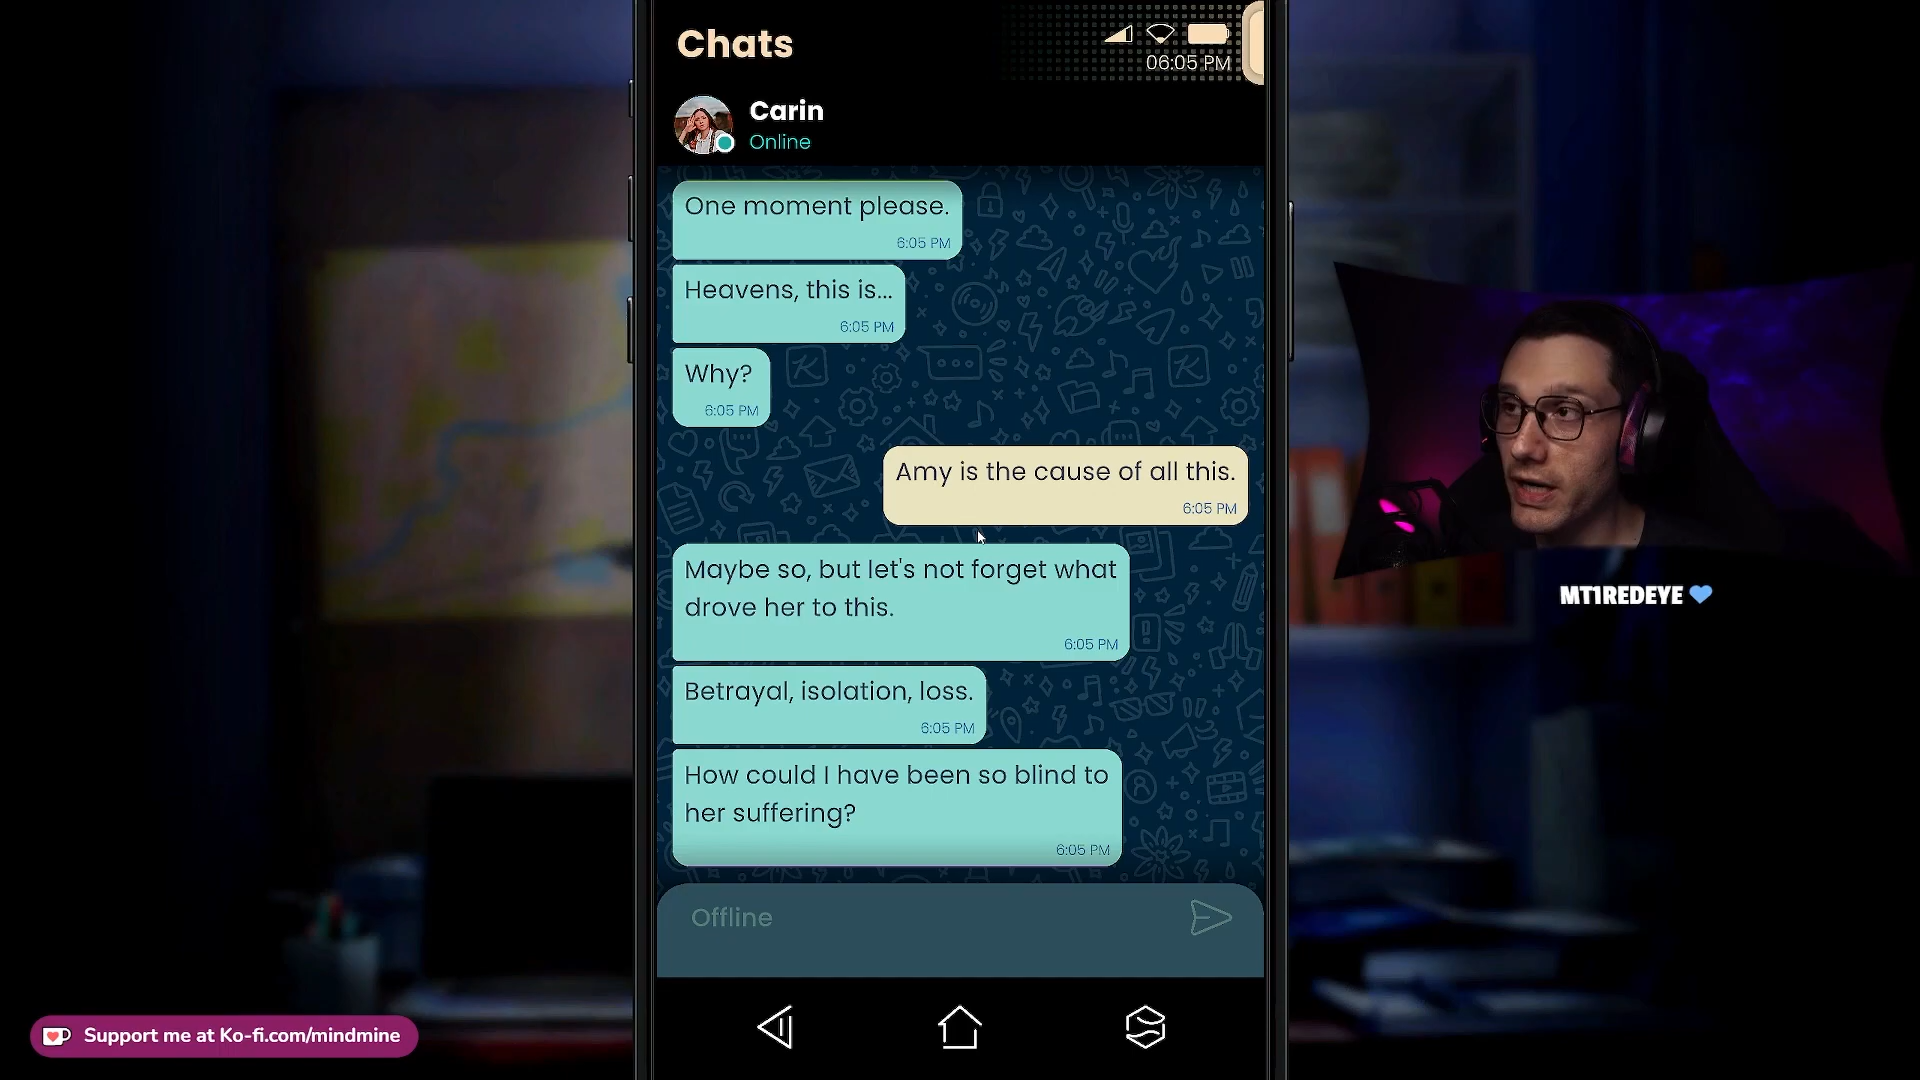 Chats
06:05 PM
Carin
Online
One moment please.
6:05 PM
Heavens, this is...
6:05 PM
Why?
6:05 PM
Amy is the cause of all this.
6:05 PM
Maybe so, but let's not forget what
drove her to this.
6:05 PM
Betrayal, isolation, loss.
6:05 PM
How could I have been so blind to
her suffering?
6:05 PM
Offline
MT1REDEYE
Support me at Ko-fi.com/mindmine